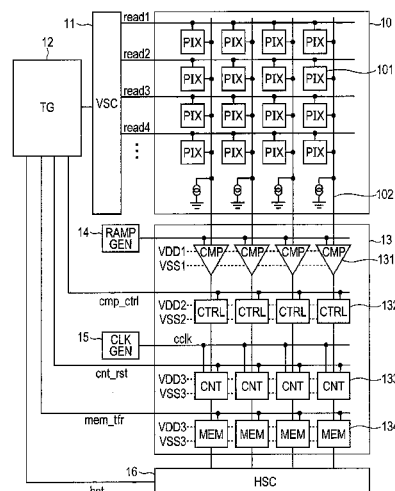 11 read1 10
12 PIX PIX PIX PIX
read2 101
TG VSC PIX PIX PIX PIX
read3
PIX PIX PIX PIX
read4
PIX PIX PIX PIX
102
14 RAMP GEN 13
VDD1 CMP CMP CMP CMP
VSS1 131
cmp_ctrl VDD2 CTRL CTRL CTRL CTRL 132
VSS2
15 CLK GEN cclk
cnt_rst VDD3 CNT CNT CNT CNT 133
VSS3
mem_tfr VDD3 MEM MEM MEM MEM 134
VSS3
16 HSC